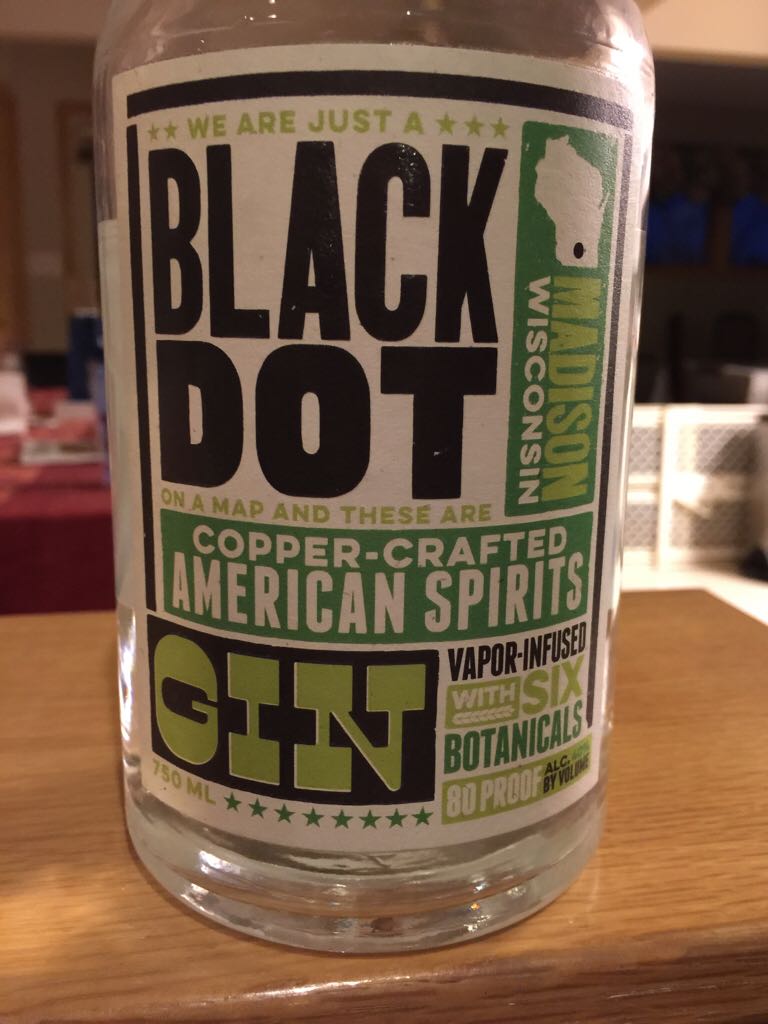 ★★ WE ARE JUST A ★★★
BLACK
DOT
ON A MAP AND THESE ARE
MADISON
WISCONSIN
COPPER-CRAFTED
AMERICAN SPIRITS
GIN
VAPOR-INFUSED
WITH SIX
BOTANICALS
750 ML
80 PROOF
ALC. 40%
BY VOLUME